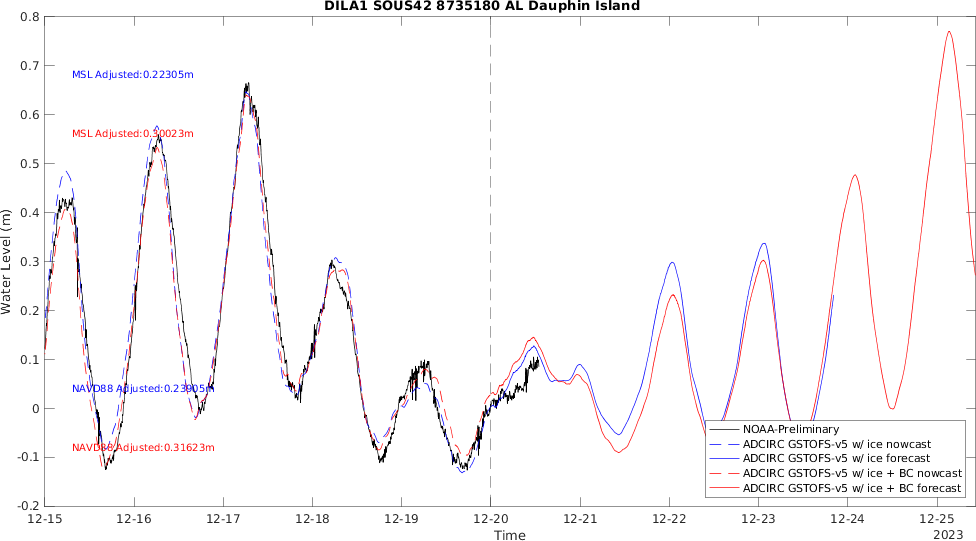 DILA1 SOUS42 8735180 AL Dauphin Island
0.8
0.7
MSL Adjusted:0.22305m
0.6
MSL Adjusted:0.30023m
0.5
0.4
Water Level (m)
0.3
0.2
0.1
NAVD88 Adjusted:0.23905m
0
NAVD88 Adjusted:0.31623m
-0.1
-0.2
NOAA-Preliminary
ADCIRC GSTOFS-v5 w/ ice nowcast
ADCIRC GSTOFS-v5 w/ ice forecast
ADCIRC GSTOFS-v5 w/ ice + BC nowcast
ADCIRC GSTOFS-v5 w/ ice + BC forecast
12-15 12-16 12-17 12-18 12-19 12-20 12-21 12-22 12-23 12-24 12-25
Time 2023